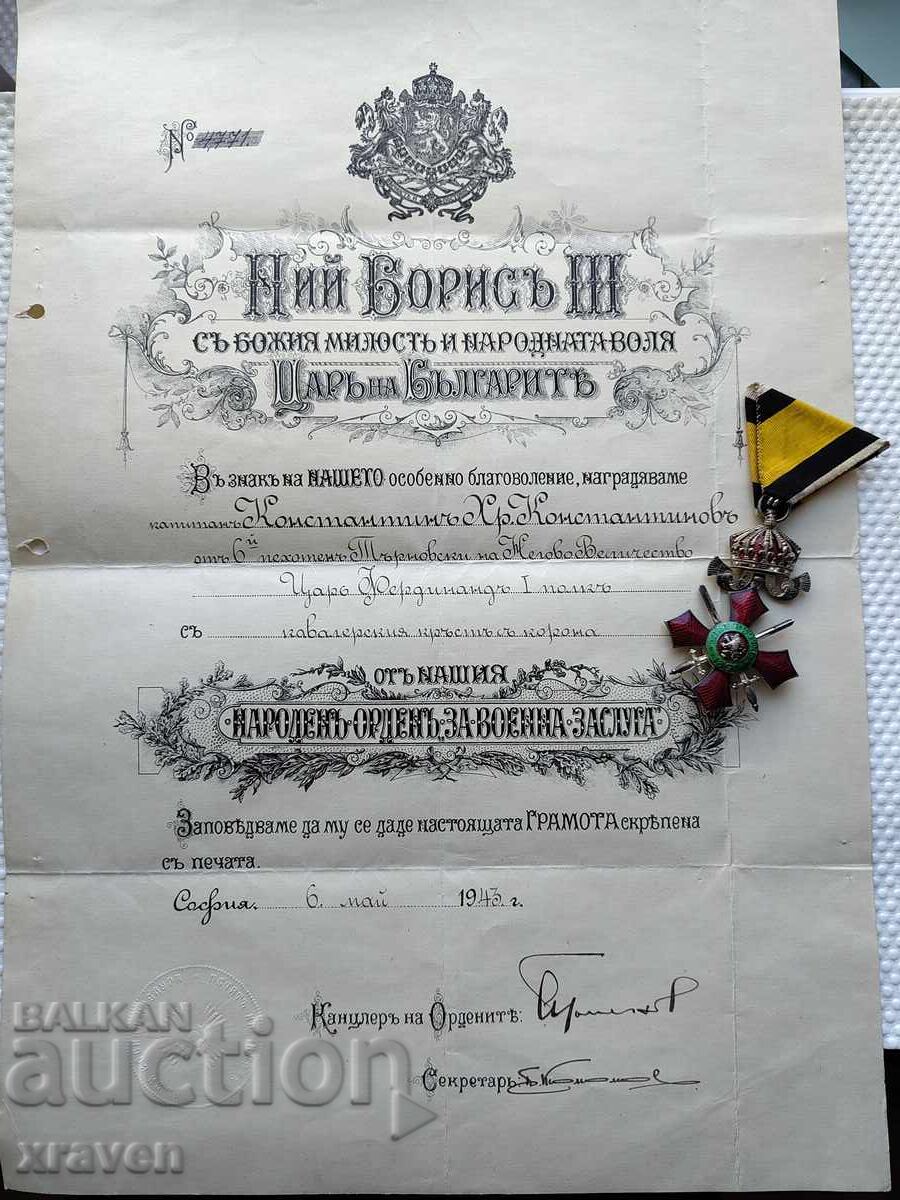 № 4771
Ний Борисъ III
съ Божия милость и народната воля
Царь на Българитѣ
Въ знакъ на НАШЕТО особенно благоволение, наградяваме
капитанъ Константинъ Хр. Константиновъ
отъ 6й пехотенъ Търновски на Негово Величество
Царь Фердинандъ I полкъ
съ кавалерския кръстъ съ корона
отъ нашия
НАРОДЕНЪ ОРДЕНЪ ЗА ВОЕННА ЗАСЛУГА
Заповѣдваме да му се даде настоящата ГРАМОТА скрѣпена
съ печата.
София. 6. май 1943 г.
Канцлеръ на Орденитѣ:
Секретарь:
BALKAN
auction
xraven